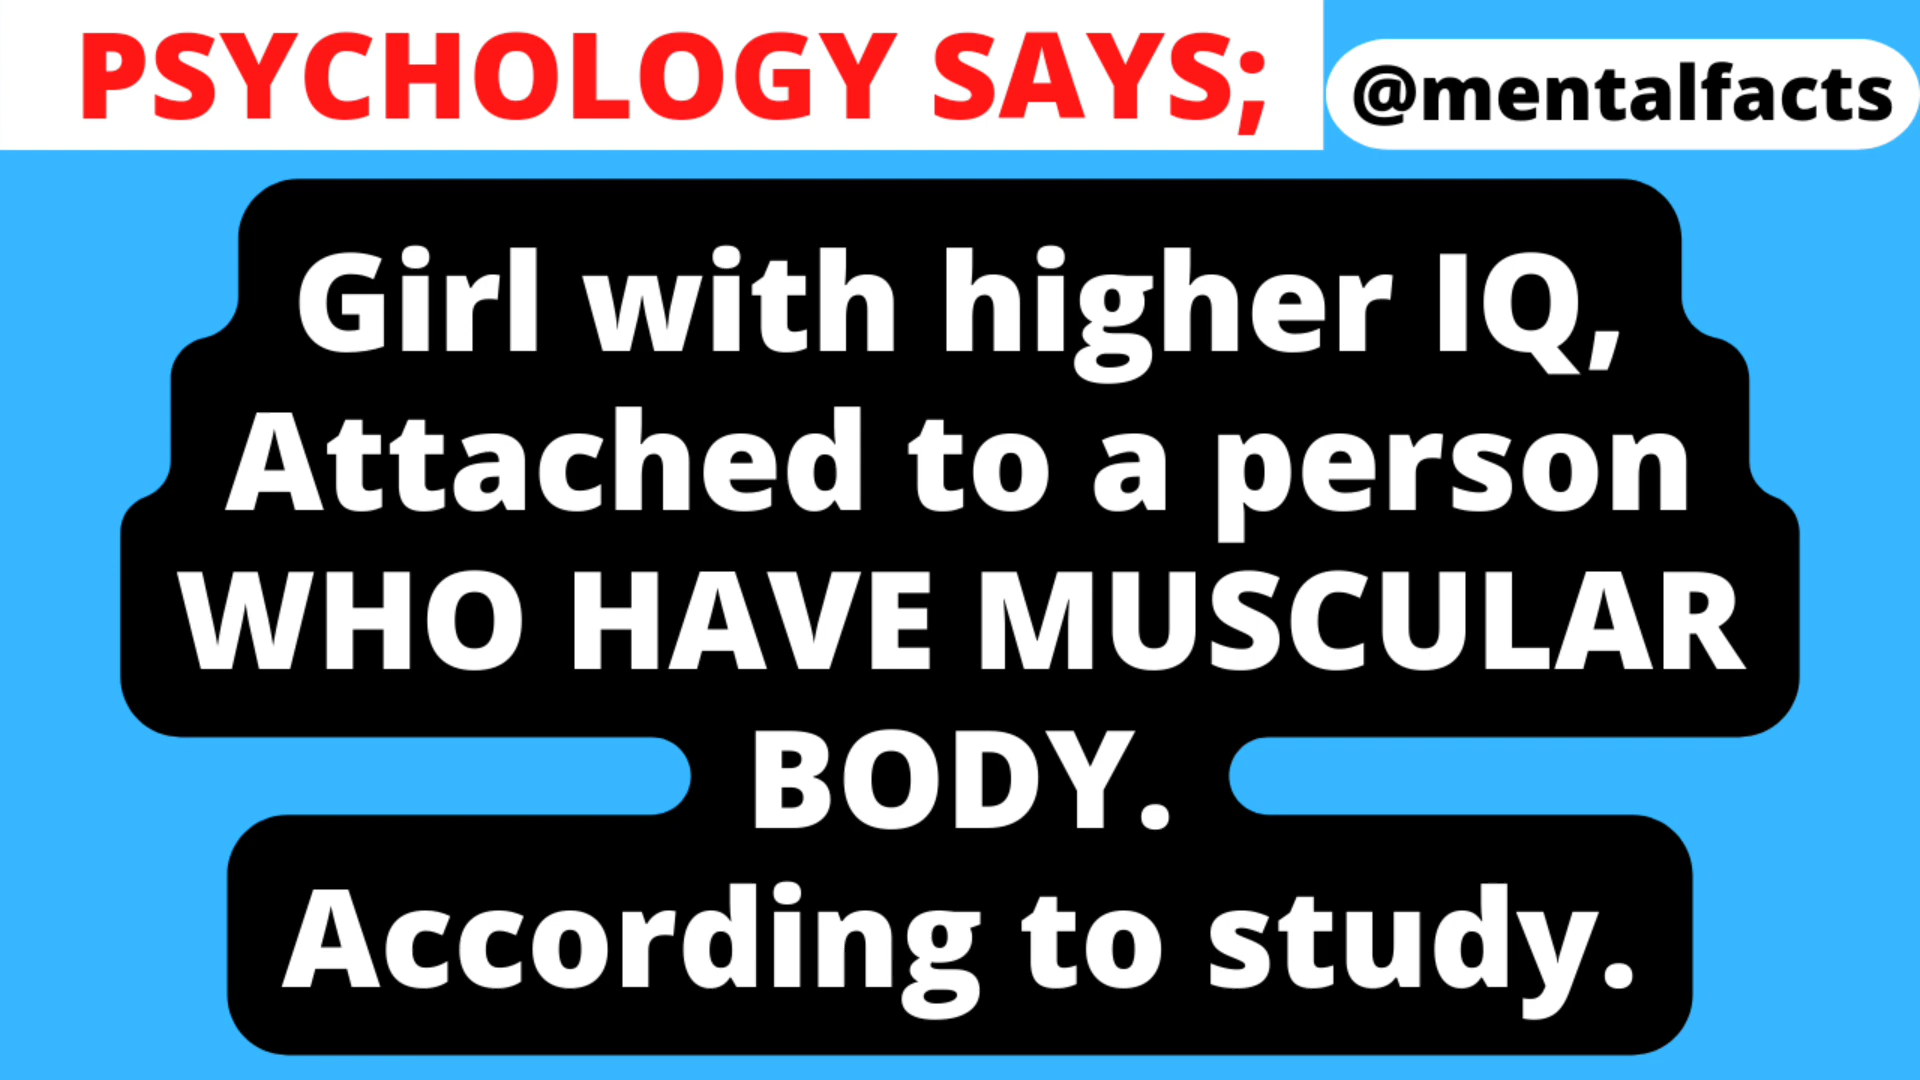 PSYCHOLOGY SAYS;
@mentalfacts
Girl with higher IQ,
Attached to a person
WHO HAVE MUSCULAR
BODY.
According to study.